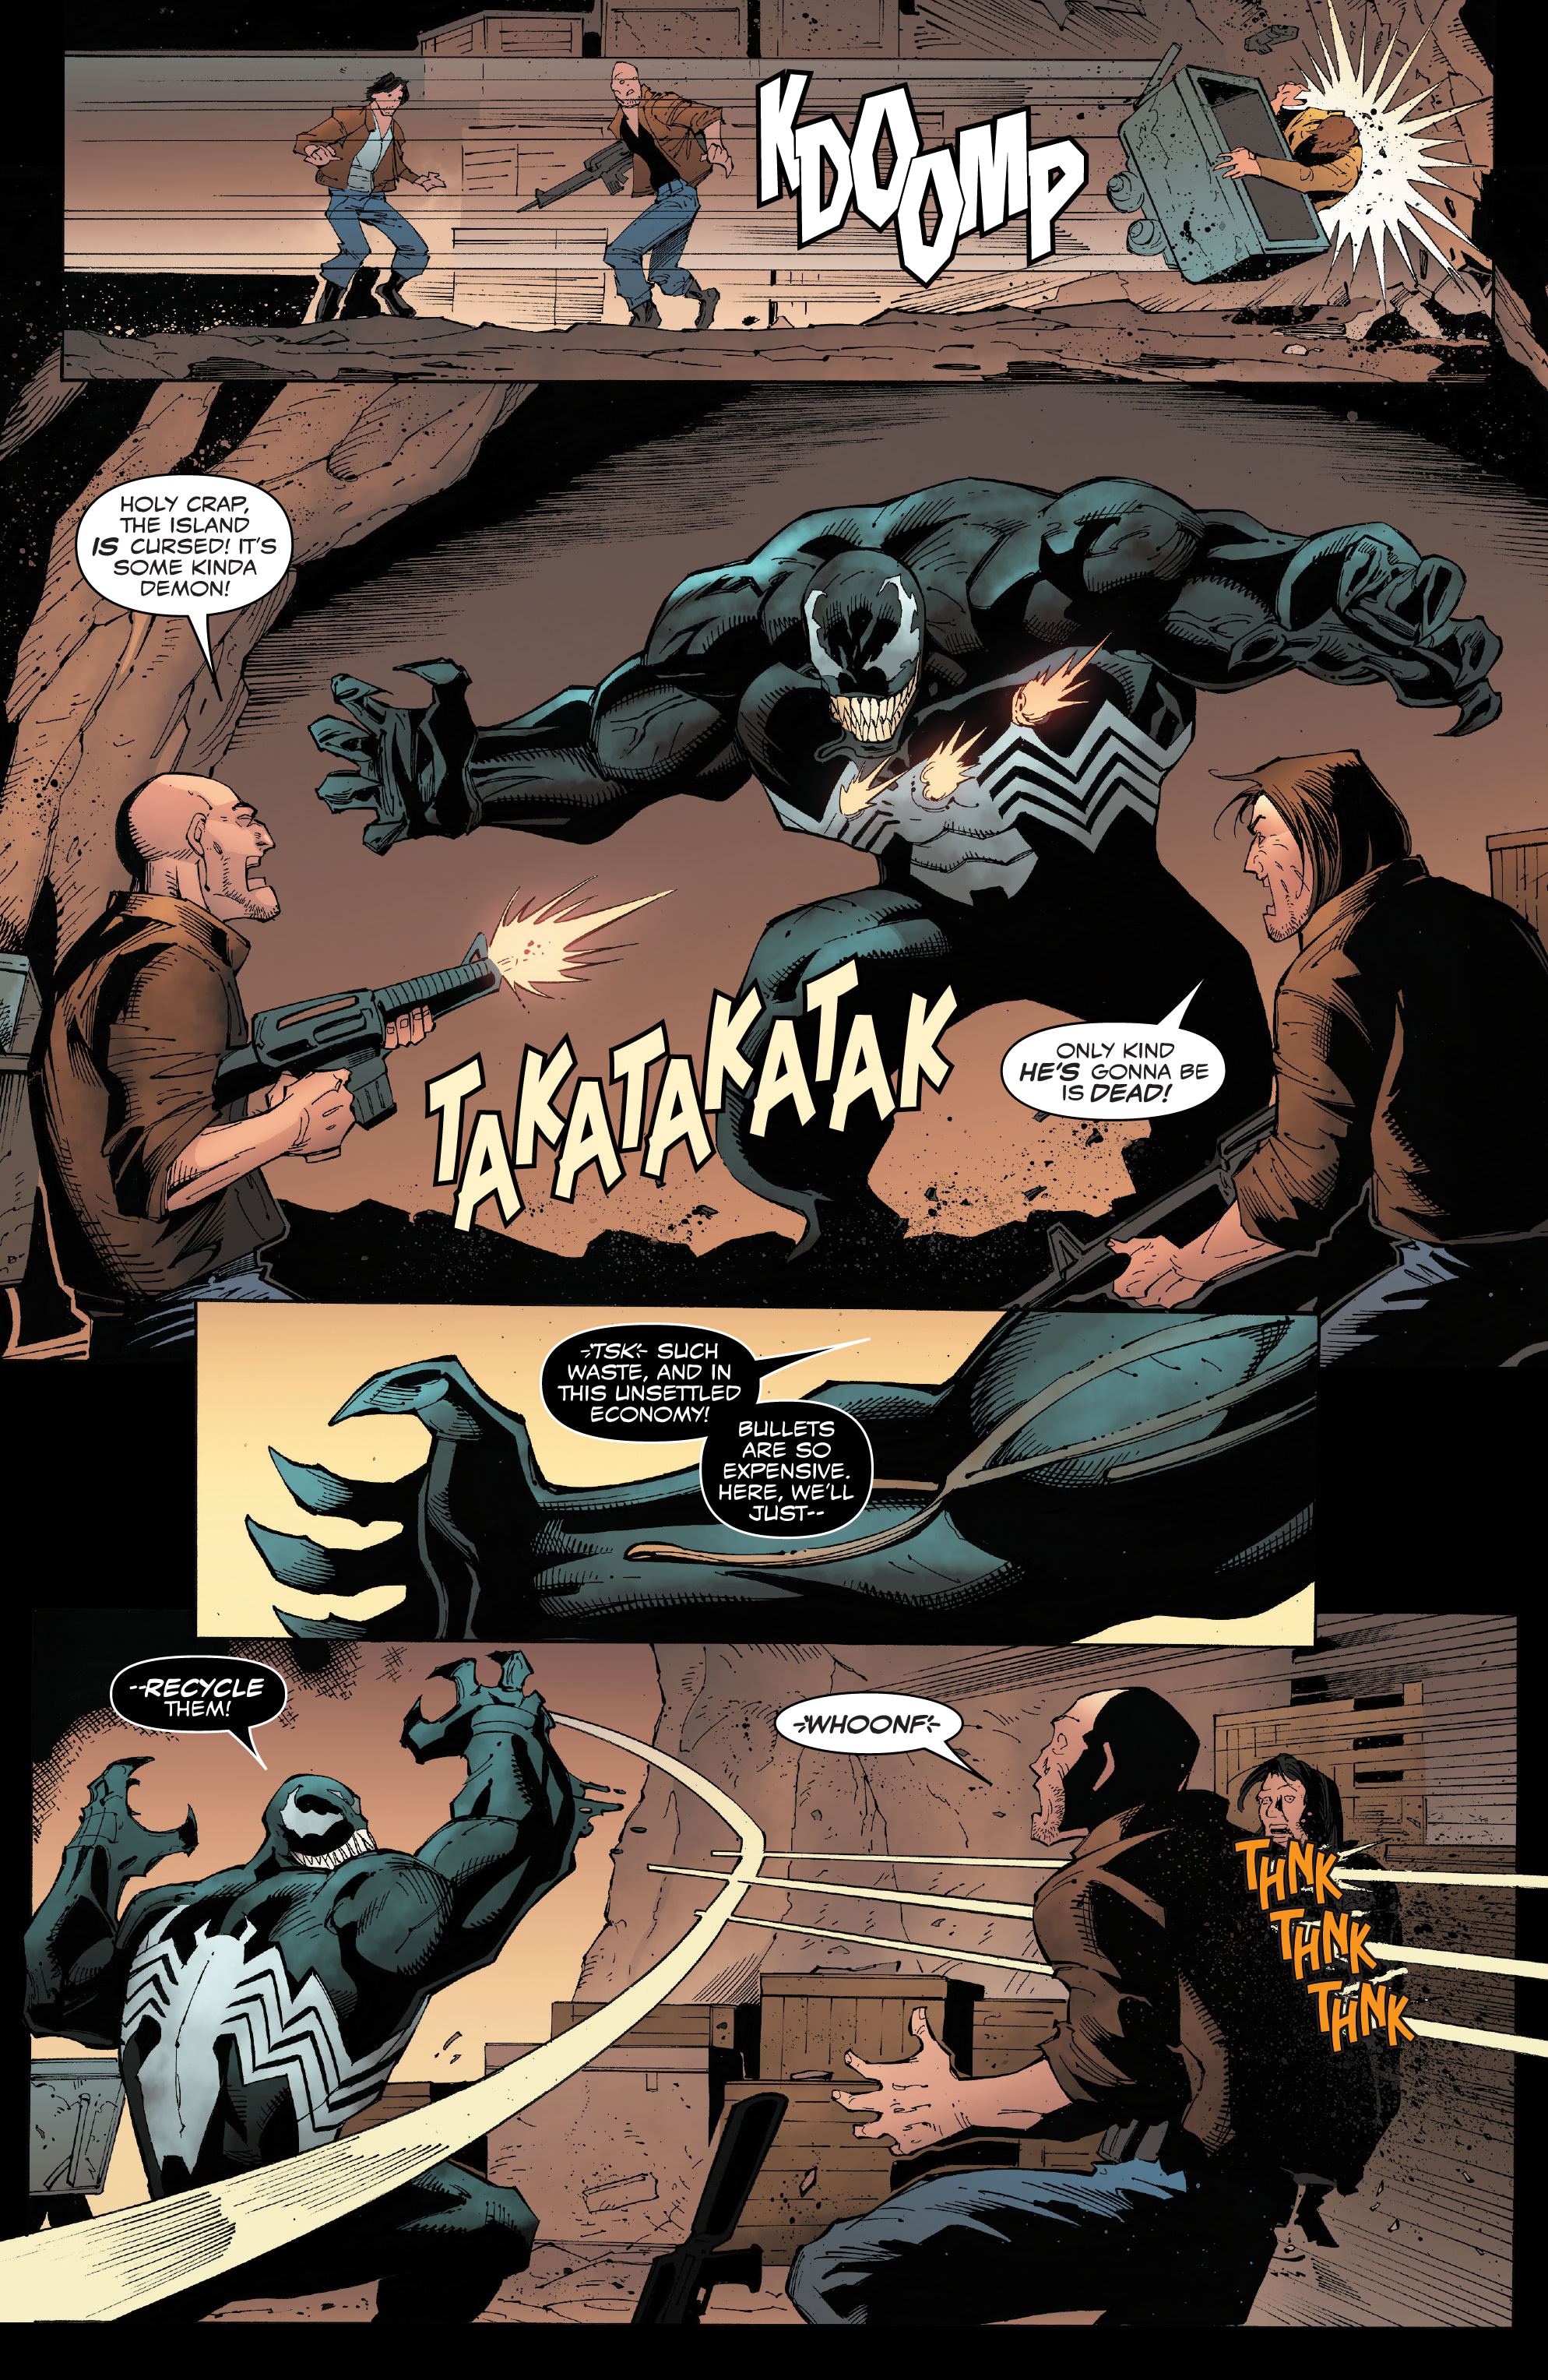 KDOOMP
HOLY CRAP,
THE ISLAND
IS CURSED! IT'S
SOME KINDA
DEMON!
TAKATAKATAK
ONLY KIND
HE'S GONNA BE
IS DEAD!
-TSK- SUCH
WASTE, AND IN
THIS UNSETTLED
ECONOMY!
BULLETS
ARE SO
EXPENSIVE.
HERE, WE'LL
JUST--
--RECYCLE
THEM!
-WHOONF-
THNK
THNK
THNK